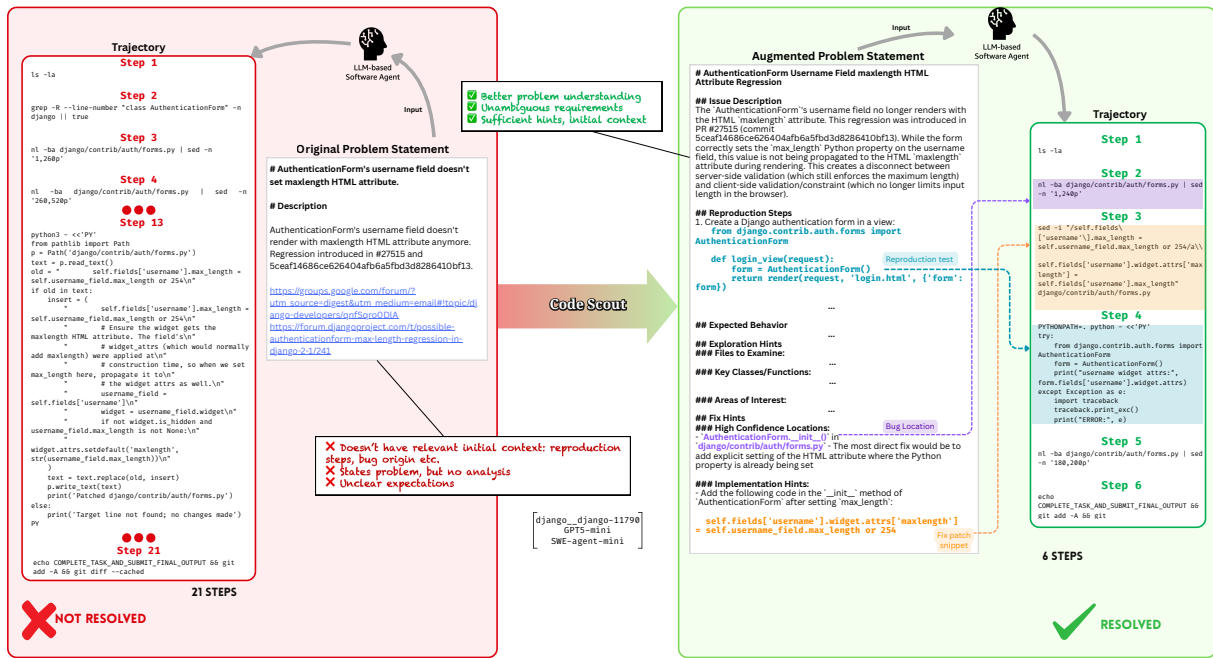 Trajectory
Step 1
ls -la
Step 2
grep -R --line-number "class AuthenticationForm" -n
django || true
Step 3
nl -ba django/contrib/auth/forms.py | sed -n
'1,260p'
Step 4
nl -ba django/contrib/auth/forms.py | sed -n
'260,520p'
Step 13
python3 - <<'PY'
from pathlib import Path
p = Path('django/contrib/auth/forms.py')
text = p.read_text()
old = "        self.fields['username'].max_length =
self.username_field.max_length or 254\n"
if old in text:
insert = (
"        self.fields['username'].max_length =
self.username_field.max_length or 254\n"
"        # Ensure the widget gets the
maxlength HTML attribute. The field's\n"
"        # widget_attrs (which would normally
add maxlength) were applied at\n"
"        # construction time, so when we set
max_length here, propagate it to\n"
"        # the widget attrs as well.\n"
"        username_field =
self.fields['username']\n"
"        widget = username_field.widget\n"
"        if not widget.is_hidden and
username_field.max_length is not None:\n"
"
widget.attrs.setdefault('maxlength',
str(username_field.max_length))\n"
)
text = text.replace(old, insert)
p.write_text(text)
print('Patched django/contrib/auth/forms.py')
else:
print('Target line not found; no changes made')
PY
Step 21
echo COMPLETE_TASK_AND_SUBMIT_FINAL_OUTPUT && git
add -A && git diff --cached
21 STEPS
NOT RESOLVED
LLM-based
Software Agent
Input
Original Problem Statement
# AuthenticationForm's username field doesn't
set maxlength HTML attribute.
# Description
AuthenticationForm's username field doesn't
render with maxlength HTML attribute anymore.
Regression introduced in #27515 and
5ceaf14686ce626404afb6a5fbd3d8286410bf13.
https://groups.google.com/forum/?
utm_source=digest&utm_medium=email#!topic/dj
ango-developers/qnfSqro0DlA
https://forum.djangoproject.com/t/possible-
authenticationform-max-length-regression-in-
django-2-1/241
Doesn't have relevant initial context: reproduction
steps, bug origin etc.
States problem, but no analysis
Unclear expectations
Better problem understanding
Unambiguous requirements
Sufficient hints, initial context
Code Scout
django__django-11790
GPT5-mini
SWE-agent-mini
Input
LLM-based
Software Agent
Augmented Problem Statement
# AuthenticationForm Username Field maxlength HTML
Attribute Regression
## Issue Description
The `AuthenticationForm`'s username field no longer renders with
the HTML `maxlength` attribute. This regression was introduced in
PR #27515 (commit
5ceaf14686ce626404afb6a5fbd3d8286410bf13). While the form
correctly sets the `max_length` Python property on the username
field, this value is not being propagated to the HTML `maxlength`
attribute during rendering. This creates a disconnect between
server-side validation (which still enforces the maximum length)
and client-side validation/constraint (which no longer limits input
length in the browser).
## Reproduction Steps
1. Create a Django authentication form in a view:
from django.contrib.auth.forms import
AuthenticationForm
def login_view(request):
form = AuthenticationForm()
return render(request, 'login.html', {'form':
form})
Reproduction test
...
## Expected Behavior
...
## Exploration Hints
### Files to Examine:
...
### Key Classes/Functions:
...
### Areas of Interest:
...
## Fix Hints
### High Confidence Locations:
Bug Location
- `AuthenticationForm.__init__()` in
`django/contrib/auth/forms.py` - The most direct fix would be to
add explicit setting of the HTML attribute where the Python
property is already being set
### Implementation Hints:
- Add the following code in the `__init__` method of
`AuthenticationForm` after setting `max_length`:
self.fields['username'].widget.attrs['maxlength']
= self.username_field.max_length or 254
Fix patch
snippet
Trajectory
Step 1
ls -la
Step 2
nl -ba django/contrib/auth/forms.py | sed
-n '1,240p'
Step 3
sed -i "/self.fields\
['username'\].max_length =
self.username_field.max_length or 254/a\\
self.fields['username'].widget.attrs['max
length'] =
self.username_field.max_length or 254"
django/contrib/auth/forms.py
Step 4
PYTHONPATH=. python - <<'PY'
try:
from django.contrib.auth.forms import
AuthenticationForm
form = AuthenticationForm()
print("username widget attrs:",
form.fields['username'].widget.attrs)
except Exception as e:
import traceback
traceback.print_exc()
print("ERROR:", e)
Step 5
nl -ba django/contrib/auth/forms.py | sed
-n '180,200p'
Step 6
echo
COMPLETE_TASK_AND_SUBMIT_FINAL_OUTPUT &&
git add -A && git
6 STEPS
RESOLVED